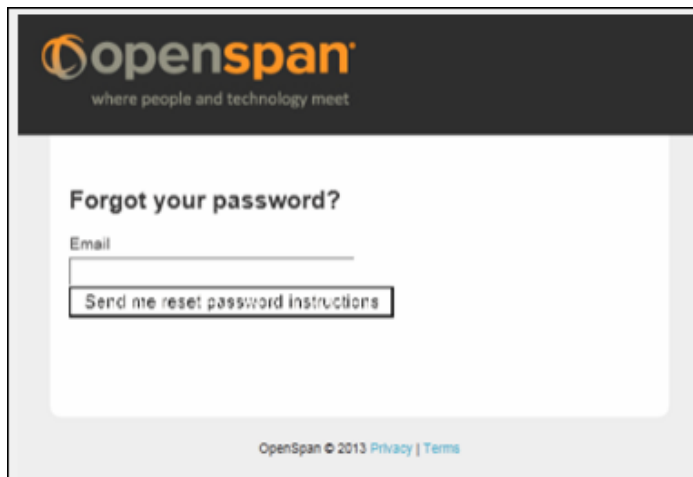 openspan
where people and technology meet
Forgot your password?
Email
Send me reset password instructions
OpenSpan © 2013 Privacy | Terms